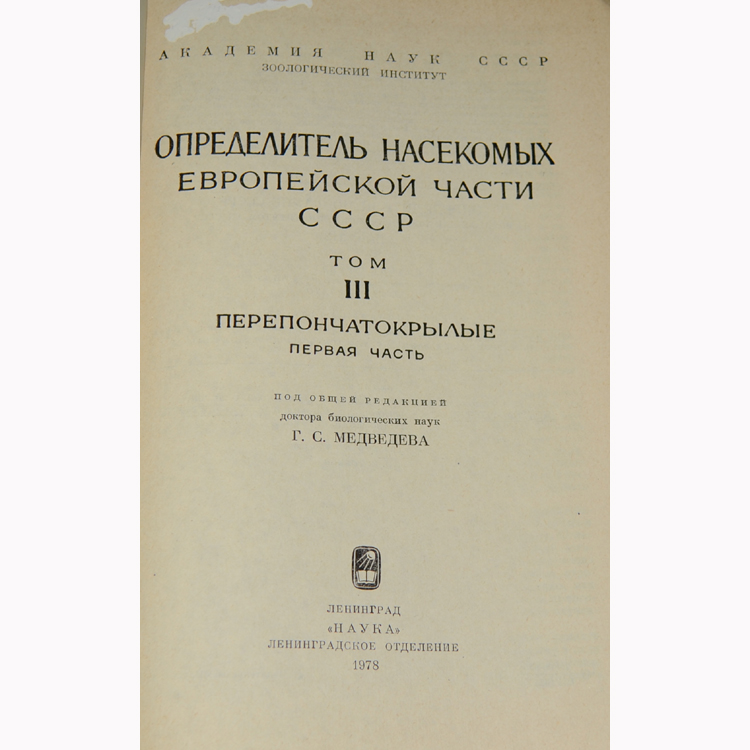 АКАДЕМИЯ НАУК СССР
ЗООЛОГИЧЕСКИЙ ИНСТИТУТ
ОПРЕДЕЛИТЕЛЬ НАСЕКОМЫХ
ЕВРОПЕЙСКОЙ ЧАСТИ
СССР
ТОМ
III
ПЕРЕПОНЧАТОКРЫЛЫЕ
ПЕРВАЯ ЧАСТЬ
ПОД ОБЩЕЙ РЕДАКЦИЕЙ
доктора биологических наук
Г. С. МЕДВЕДЕВА
ЛЕНИНГРАД
«НАУКА»
ЛЕНИНГРАДСКОЕ ОТДЕЛЕНИЕ
1978